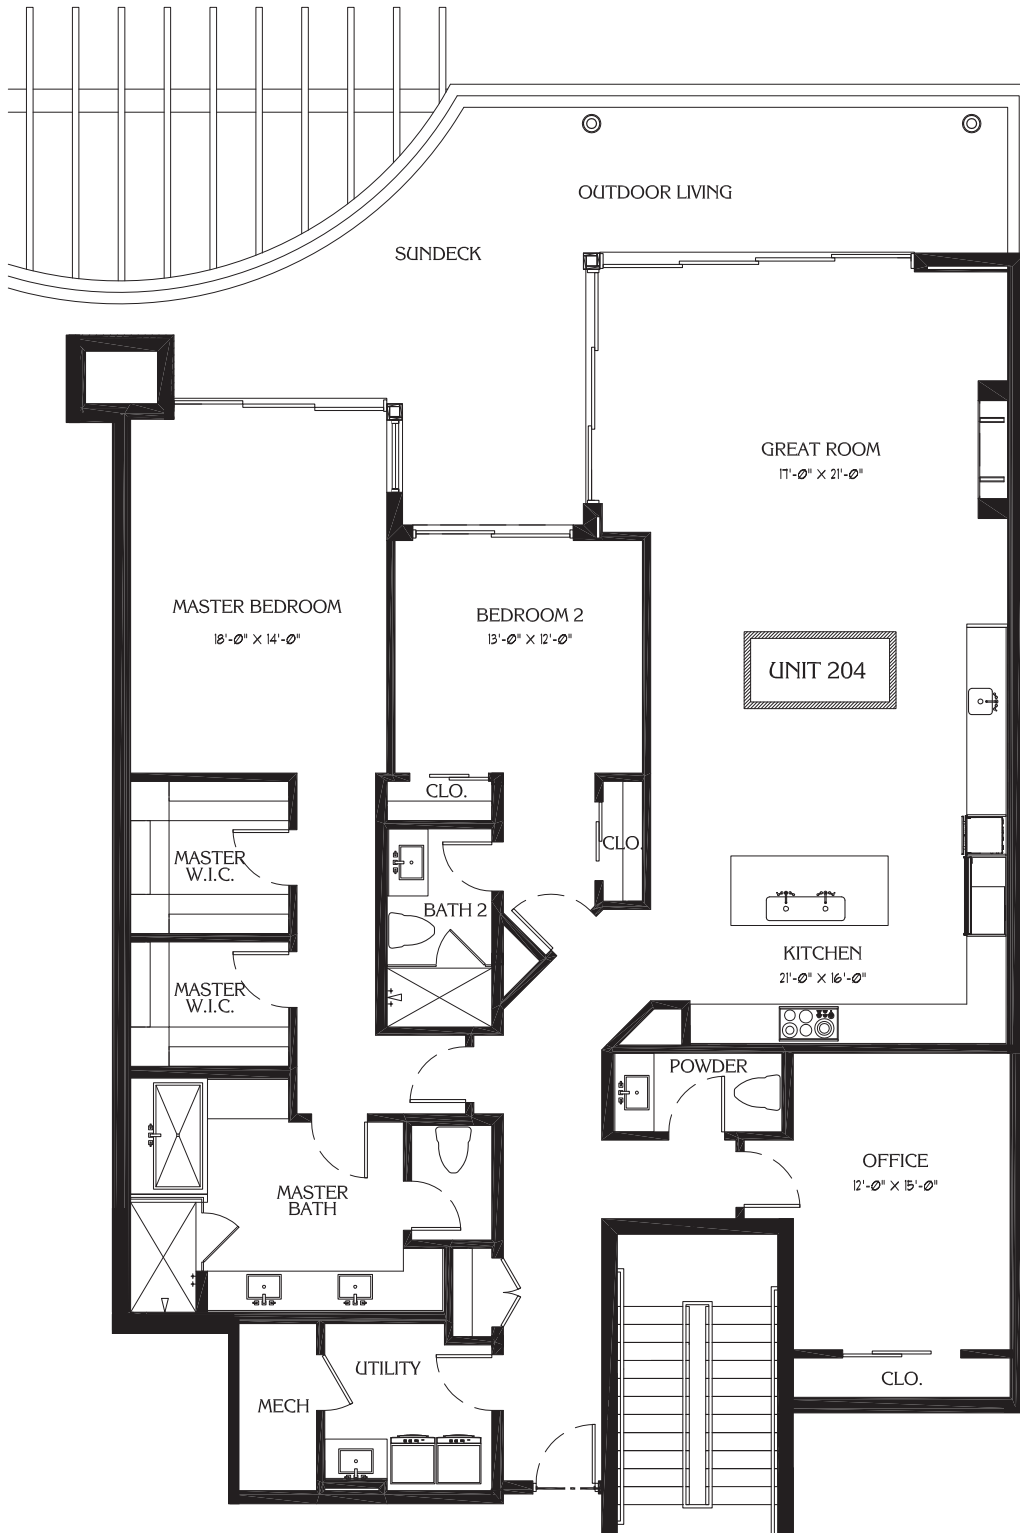 OUTDOOR LIVING
SUNDECK
GREAT ROOM
17'-0" X 21'-0"
MASTER BEDROOM
18'-0" X 14'-0"
BEDROOM 2
13'-0" X 12'-0"
UNIT 204
CLO.
CLO.
MASTER
W.I.C.
BATH 2
KITCHEN
21'-0" X 16'-0"
MASTER
W.I.C.
POWDER
OFFICE
12'-0" X 15'-0"
MASTER
BATH
UTILITY
CLO.
MECH